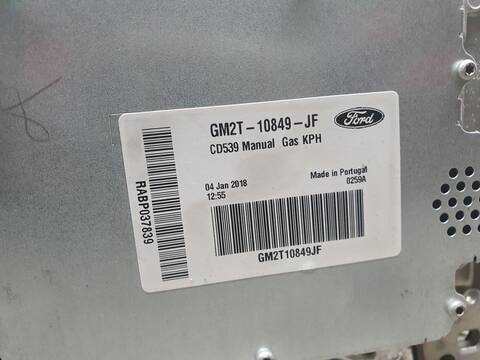 GM2T-10849-JF
Ford
CD539 Manual Gas KPH
04 Jan 2018
12:55
Made in Portugal
0259A
RABP037839
GM2T10849JF